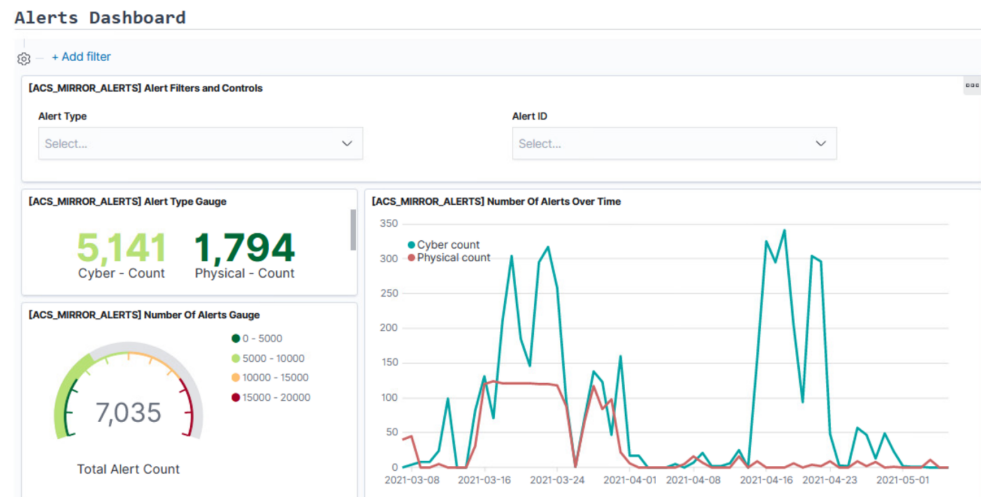 Alerts Dashboard
+ Add filter
[ACS_MIRROR_ALERTS] Alert Filters and Controls
Alert Type
Alert ID
Select...
Select...
[ACS_MIRROR_ALERTS] Alert Type Gauge
5,141
1,794
Cyber - Count
Physical - Count
[ACS_MIRROR_ALERTS] Number Of Alerts Gauge
0 - 5000
5000 - 10000
10000 - 15000
15000 - 20000
7,035
Total Alert Count
[ACS_MIRROR_ALERTS] Number Of Alerts Over Time
Cyber count
Physical count
350
300
250
200
150
100
50
0
2021-03-08
2021-03-16
2021-03-24
2021-04-01
2021-04-08
2021-04-16
2021-04-23
2021-05-01